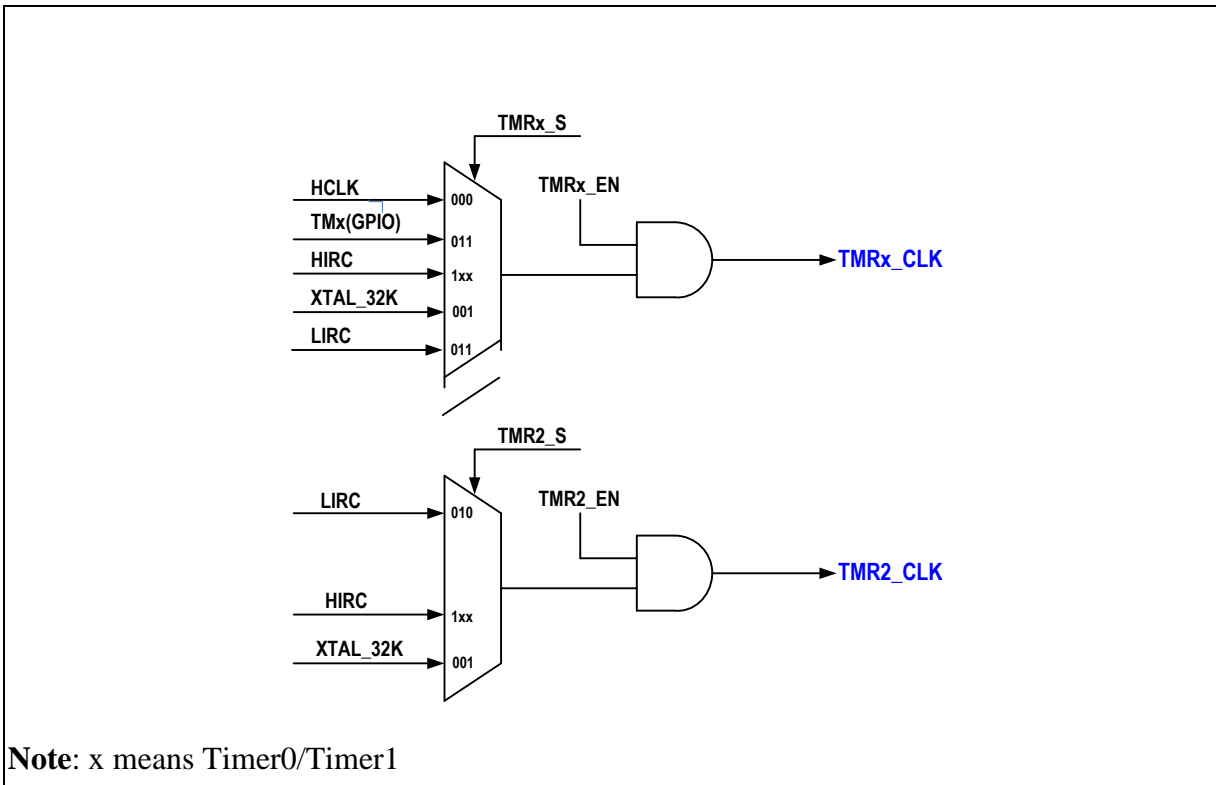 TMRx_S
TMRx_EN
HCLK
000
TMx(GPIO)
011
HIRC
1xx
XTAL_32K
001
LIRC
011
TMRx_CLK
TMR2_S
TMR2_EN
LIRC
010
HIRC
1xx
XTAL_32K
001
TMR2_CLK
Note: x means Timer0/Timer1